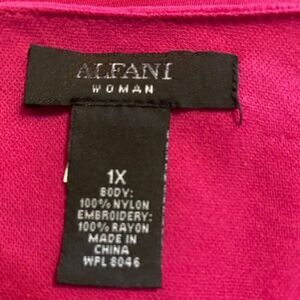 ALFANI
WOMAN
1X
BODY:
100% NYLON
EMBROIDERY:
100% RAYON
MADE IN
CHINA
WPL 8046